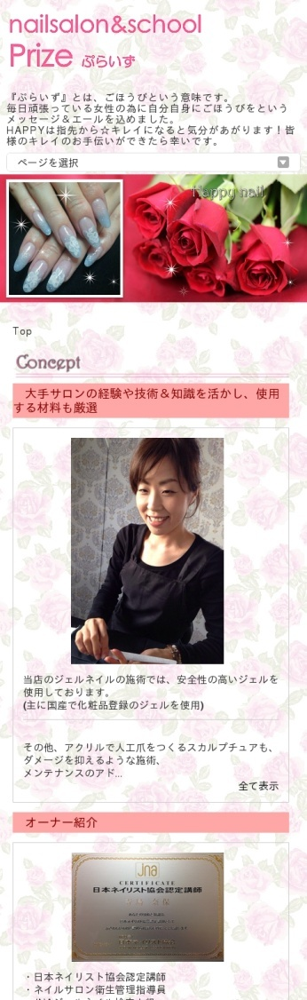 nailsalon&school
Prize ぷらいず
『ぷらいず』とは、ごほうびという意味です。
毎日頑張っている女性の為に自分自身にごほうびをという
メッセージ＆エールを込めました。
HAPPYは指先から☆キレイになると気分があがります！皆
様のキレイのお手伝いができたら幸いです。
ページを選択
Happy nail
Top
Concept
大手サロンの経験や技術＆知識を活かし、使用
する材料も厳選
当店のジェルネイルの施術では、安全性の高いジェルを
使用しております。
(主に国産で化粧品登録のジェルを使用)
その他、アクリルで人工爪をつくるスカルプチュアも、
ダメージを抑えるような施術、
メンテナンスのアド...
全て表示
オーナー紹介
Jna
CERTIFICATE
日本ネイリスト協会認定講師
・日本ネイリスト協会認定講師
・ネイルサロン衛生管理指導員